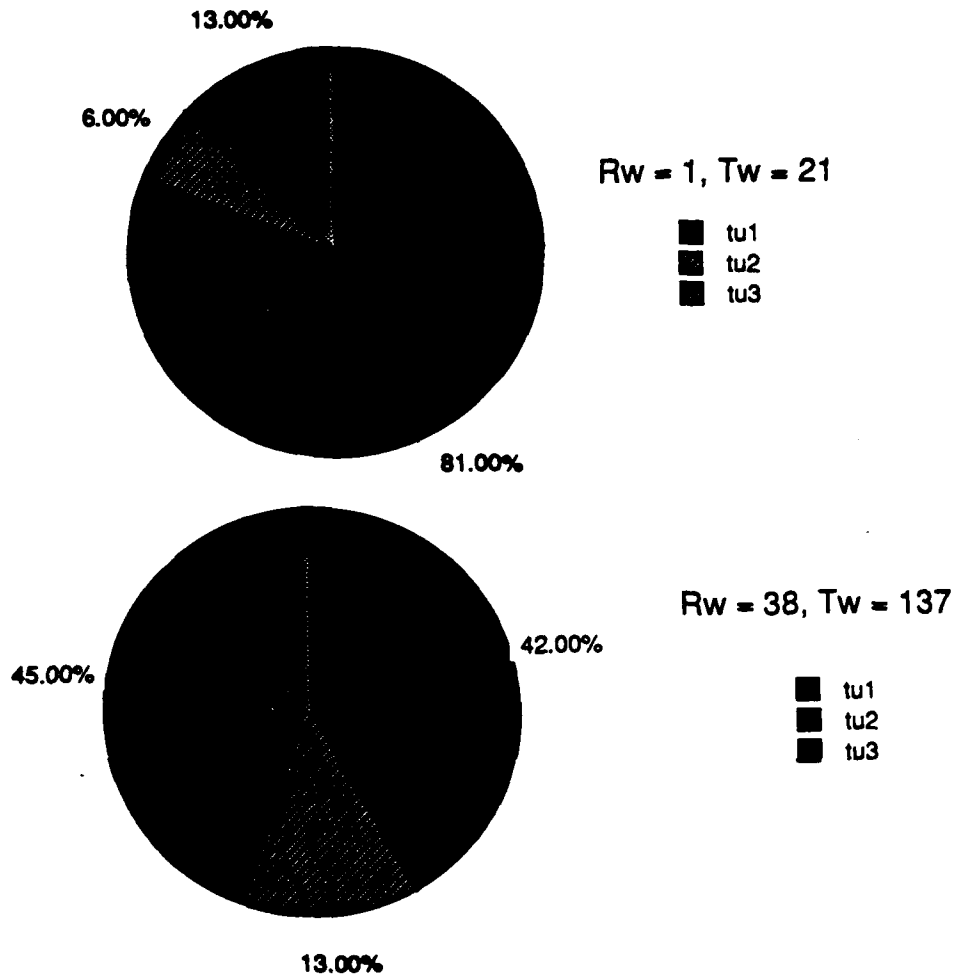 13.00%
6.00%
Rw = 1, Tw = 21
tu1
tu2
tu3
81.00%
Rw = 38, Tw = 137
42.00%
45.00%
tu1
tu2
tu3
13.00%